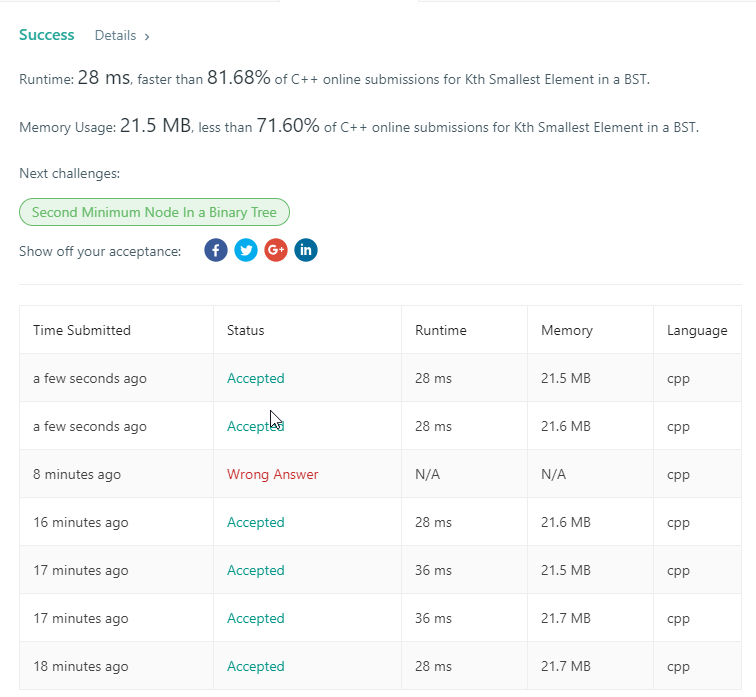 Success Details >
Runtime: 28 ms, faster than 81.68% of C++ online submissions for Kth Smallest Element in a BST.
Memory Usage: 21.5 MB, less than 71.60% of C++ online submissions for Kth Smallest Element in a BST.
Next challenges:
Second Minimum Node In a Binary Tree
Show off your acceptance: f G+ in
Time Submitted Status Runtime Memory Language
a few seconds ago Accepted 28 ms 21.5 MB cpp
a few seconds ago Accepted 28 ms 21.6 MB cpp
8 minutes ago Wrong Answer N/A N/A cpp
16 minutes ago Accepted 28 ms 21.6 MB cpp
17 minutes ago Accepted 36 ms 21.5 MB cpp
17 minutes ago Accepted 36 ms 21.7 MB cpp
18 minutes ago Accepted 28 ms 21.7 MB cpp